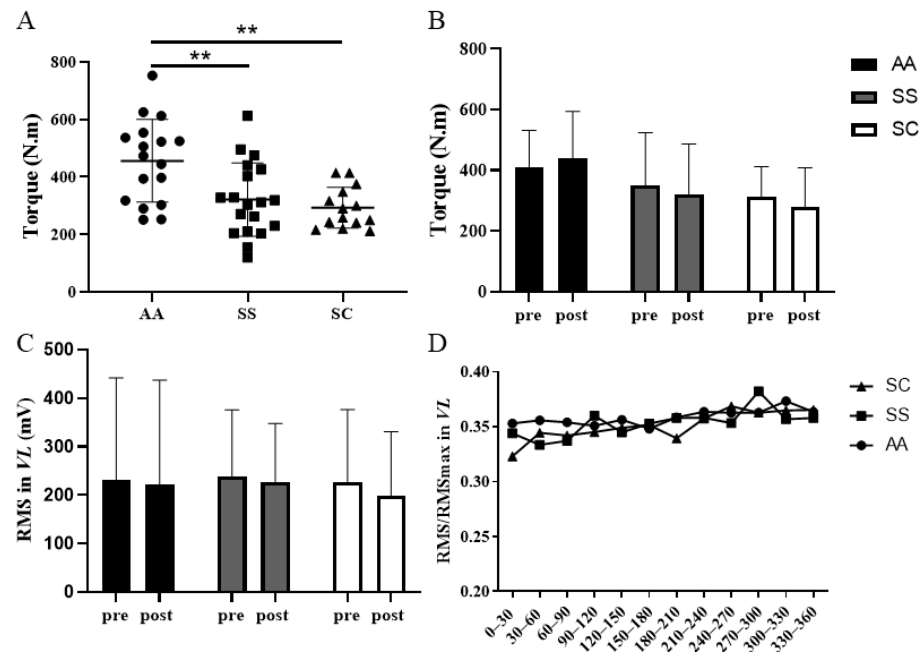 A
**
**
Torque (N.m)
800
600
400
200
0
AA
SS
SC
B
Torque (N.m)
800
600
400
200
0
pre
post
pre
post
pre
post
AA
SS
SC
C
RMS in VL (mV)
500
400
300
200
100
0
pre
post
pre
post
pre
post
D
RMS/RMSmax in VL
0.40
0.35
0.30
0.25
0.20
0–30
30–60
60–90
90–120
120–150
150–180
180–210
210–240
240–270
270–300
300–330
330–360
SC
SS
AA